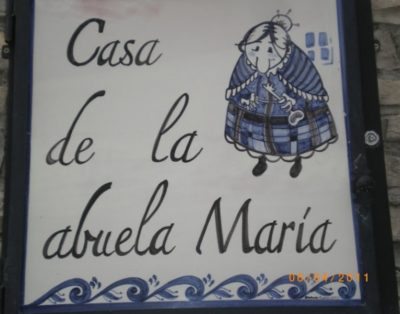 Casa
de la
abuela María
08/04/2011